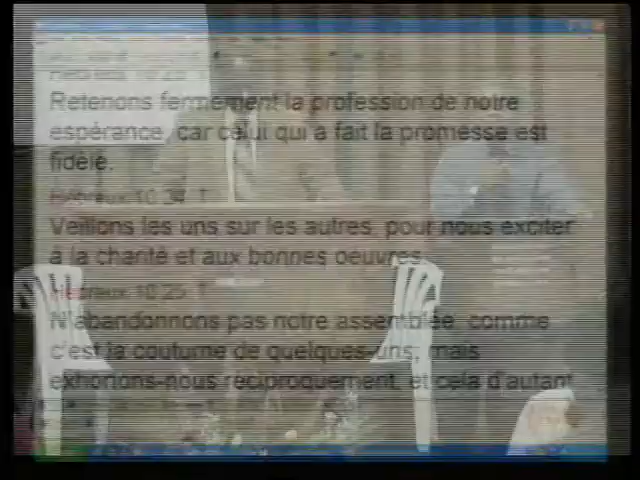 Hébreux 10.23 T
Retenons fermement la profession de notre
espérance, car celui qui a fait la promesse est
fidèle.
Hébreux 10.24 T
Veillons les uns sur les autres, pour nous exciter
à la charité et aux bonnes oeuvres.
Hébreux 10.25 T
N'abandonnons pas notre assemblée, comme
c'est la coutume de quelques-uns; mais
exhortons-nous réciproquement, et cela d'autant